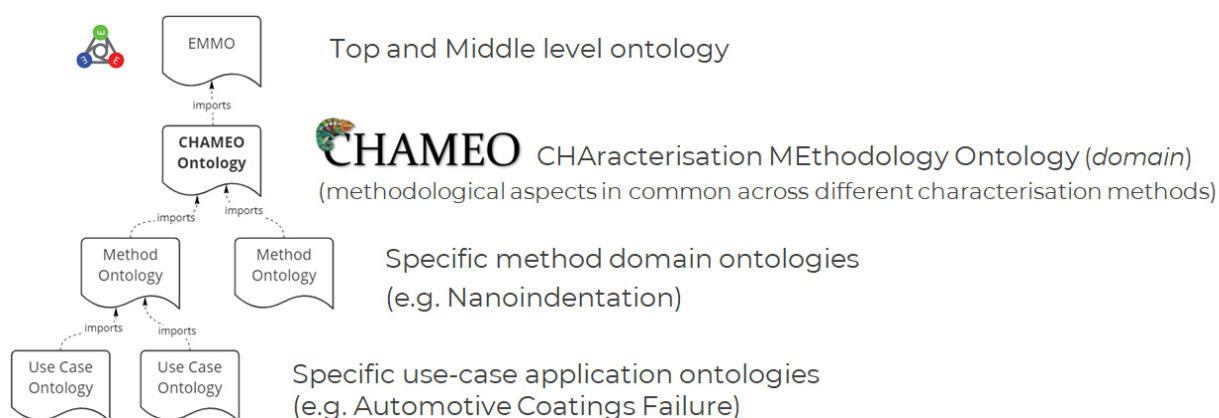 EMMO
Top and Middle level ontology
imports
CHAMEO
Ontology
CHAMEO CHAracterisation MEthodology Ontology (domain)
(methodological aspects in common across different characterisation methods)
imports
imports
Method
Ontology
Method
Ontology
Specific method domain ontologies
(e.g. Nanoindentation)
imports
imports
Use Case
Ontology
Use Case
Ontology
Specific use-case application ontologies
(e.g. Automotive Coatings Failure)